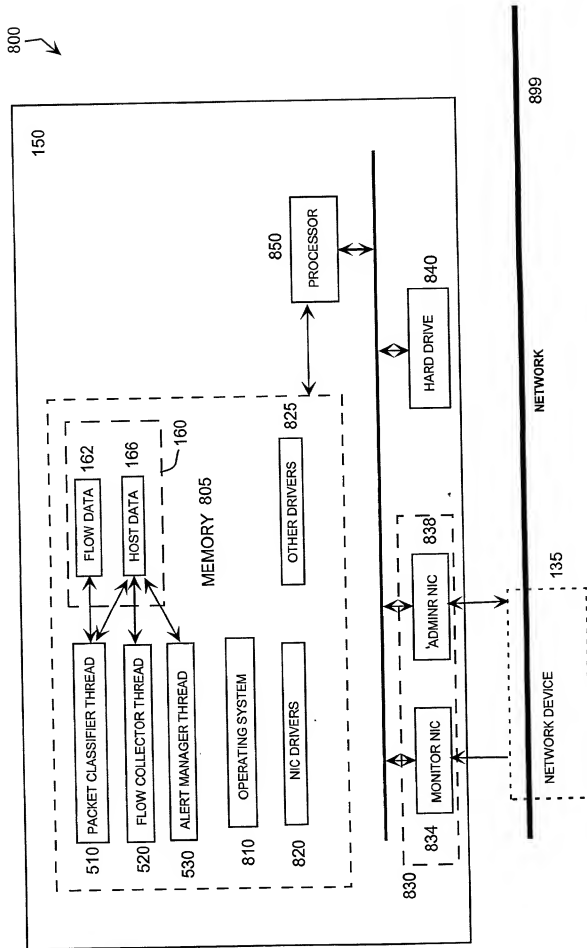 800
150
162
FLOW DATA
166
HOST DATA
160
510
PACKET CLASSIFIER THREAD
520
FLOW COLLECTOR THREAD
530
ALERT MANAGER THREAD
MEMORY 805
810
OPERATING SYSTEM
820
NIC DRIVERS
825
OTHER DRIVERS
850
PROCESSOR
830
834
MONITOR NIC
838
'ADMINR NIC
840
HARD DRIVE
NETWORK DEVICE
135
NETWORK
899